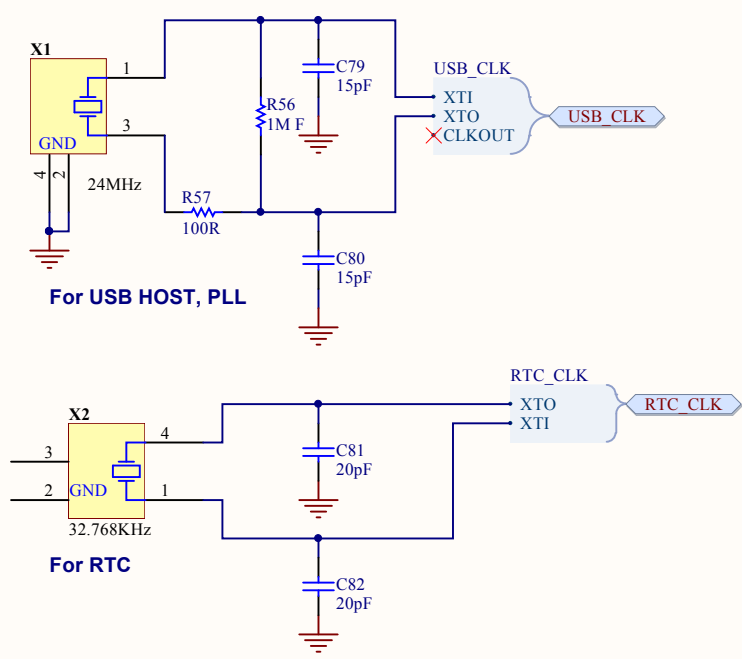 X1
1
3
GND
4
2
24MHz
R56
1M F
C79
15pF
USB_CLK
XTI
XTO
CLKOUT
USB_CLK
R57
100R
C80
15pF
For USB HOST, PLL
X2
4
3
2
GND
1
32.768KHz
C81
20pF
RTC_CLK
XTO
XTI
RTC_CLK
For RTC
C82
20pF